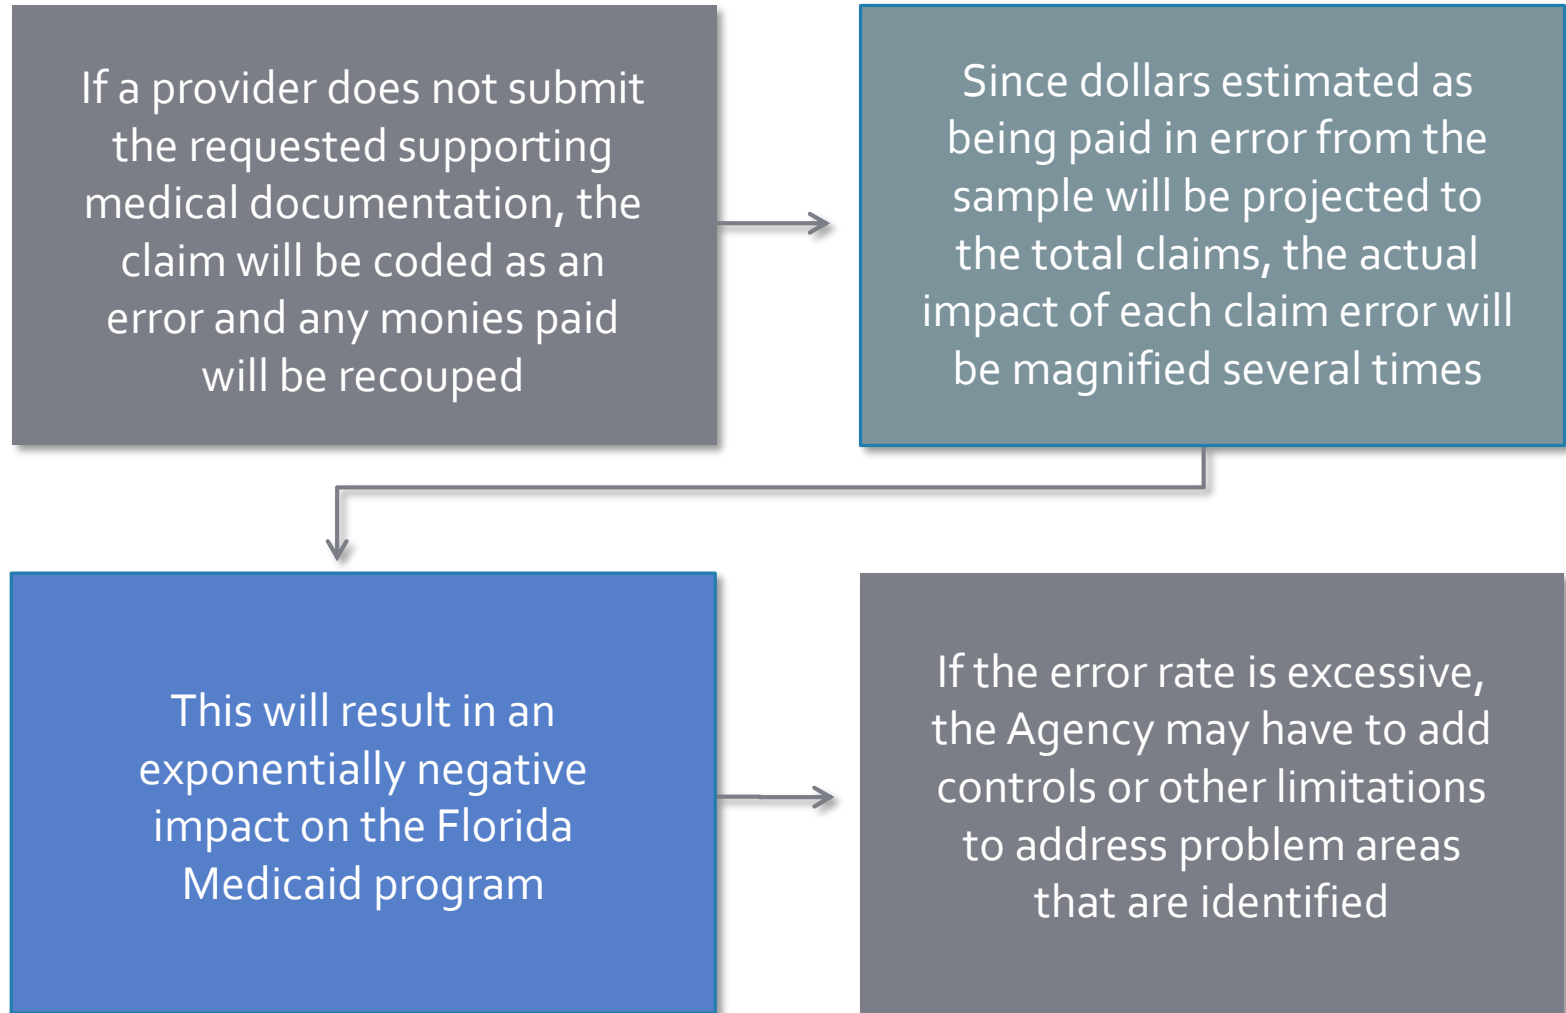 If a provider does not submit
the requested supporting
medical documentation, the
claim will be coded as an
error and any monies paid
will be recouped
Since dollars estimated as
being paid in error from the
sample will be projected to
the total claims, the actual
impact of each claim error will
be magnified several times
This will result in an
exponentially negative
impact on the Florida
Medicaid program
If the error rate is excessive,
the Agency may have to add
controls or other limitations
to address problem areas
that are identified